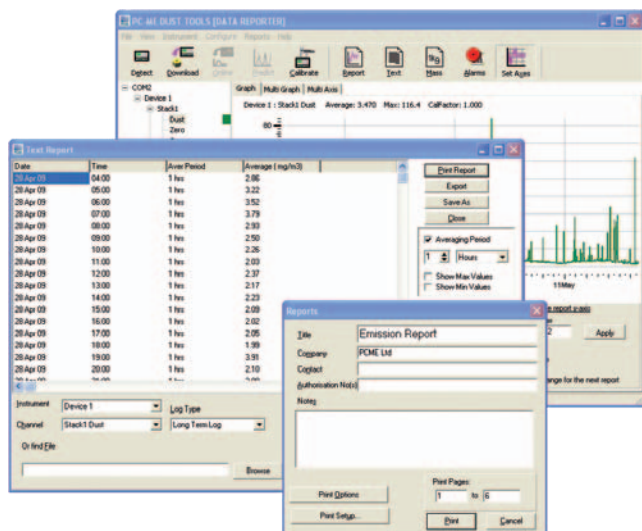 PC-ME DUST TOOLS [DATA REPORTER]
File View Instrument Configure Reports Help
Detect Download Online Predict Calibrate Report Text Mass Alarms Set Axes
COM2
Device 1
Stack1
Dust
Zero
Graph Multi Graph Multi Axis
Device 1 : Stack1 Dust Average: 3.470 Max: 116.4 CalFactor: 1.000
80
11May
Apply
ange for the next report
Text Report
Date Time Aver Period Average ( mg/m3)
28 Apr 09 04:00 1 hrs 2.86
28 Apr 09 05:00 1 hrs 3.22
28 Apr 09 06:00 1 hrs 3.52
28 Apr 09 07:00 1 hrs 3.79
28 Apr 09 08:00 1 hrs 2.93
28 Apr 09 09:00 1 hrs 2.50
28 Apr 09 10:00 1 hrs 2.26
28 Apr 09 11:00 1 hrs 2.03
28 Apr 09 12:00 1 hrs 2.37
28 Apr 09 13:00 1 hrs 2.17
28 Apr 09 14:00 1 hrs 2.23
28 Apr 09 15:00 1 hrs 2.09
28 Apr 09 16:00 1 hrs 2.02
28 Apr 09 17:00 1 hrs 2.05
28 Apr 09 18:00 1 hrs 1.99
28 Apr 09 19:00 1 hrs 3.91
28 Apr 09 20:00 1 hrs 2.10
Print Report
Export
Save As
Close
Averaging Period
1 Hours
Show Max Values
Show Min Values
Instrument Device 1 Log Type
Channel Stack1 Dust Long Term Log
Or find File
Browse
Reports
Title Emission Report
Company PCME Ltd
Contact
Authorisation No(s)
Notes
Print Options
Print Setup...
Print Pages:
1 to 6
Print Cancel